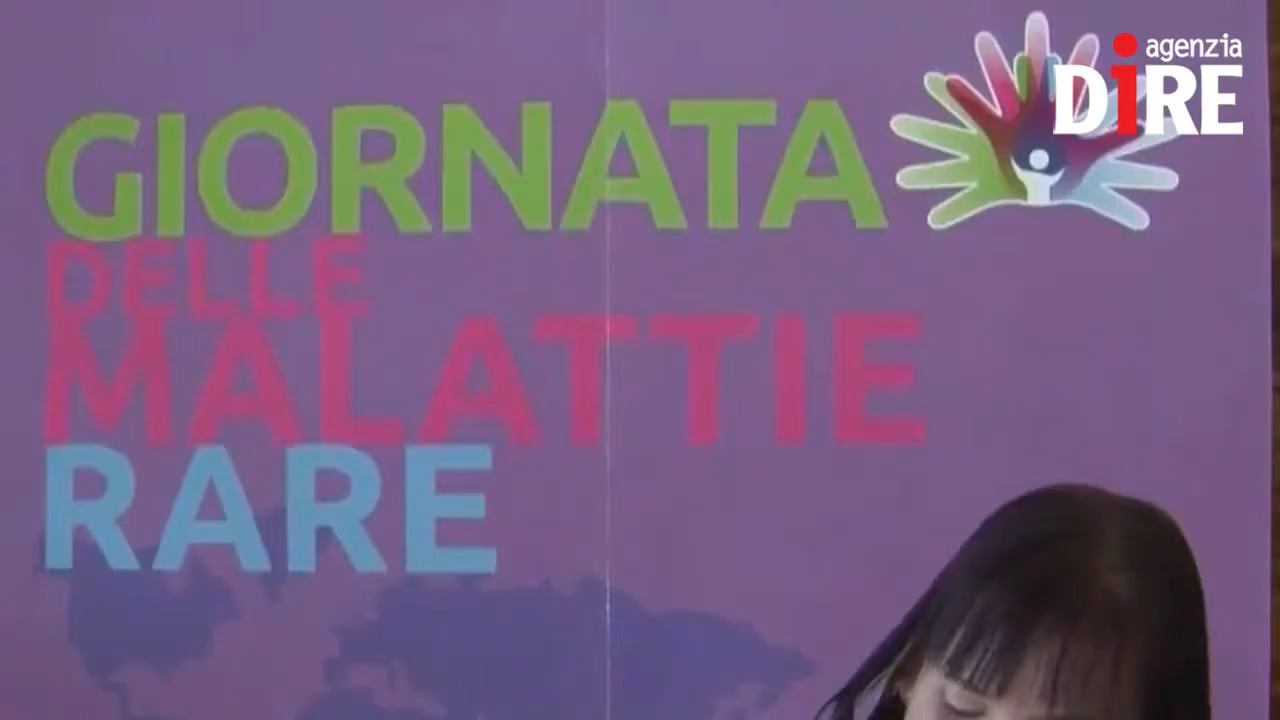 agenzia
DiRE
GIORNATA
DELLE
MALATTIE
RARE